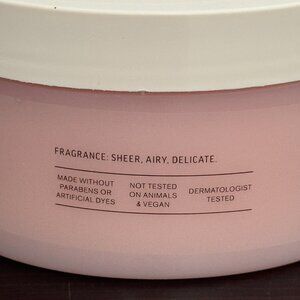 FRAGRANCE: SHEER, AIRY, DELICATE.
MADE WITHOUT
PARABENS OR
ARTIFICIAL DYES
NOT TESTED
ON ANIMALS
& VEGAN
DERMATOLOGIST
TESTED